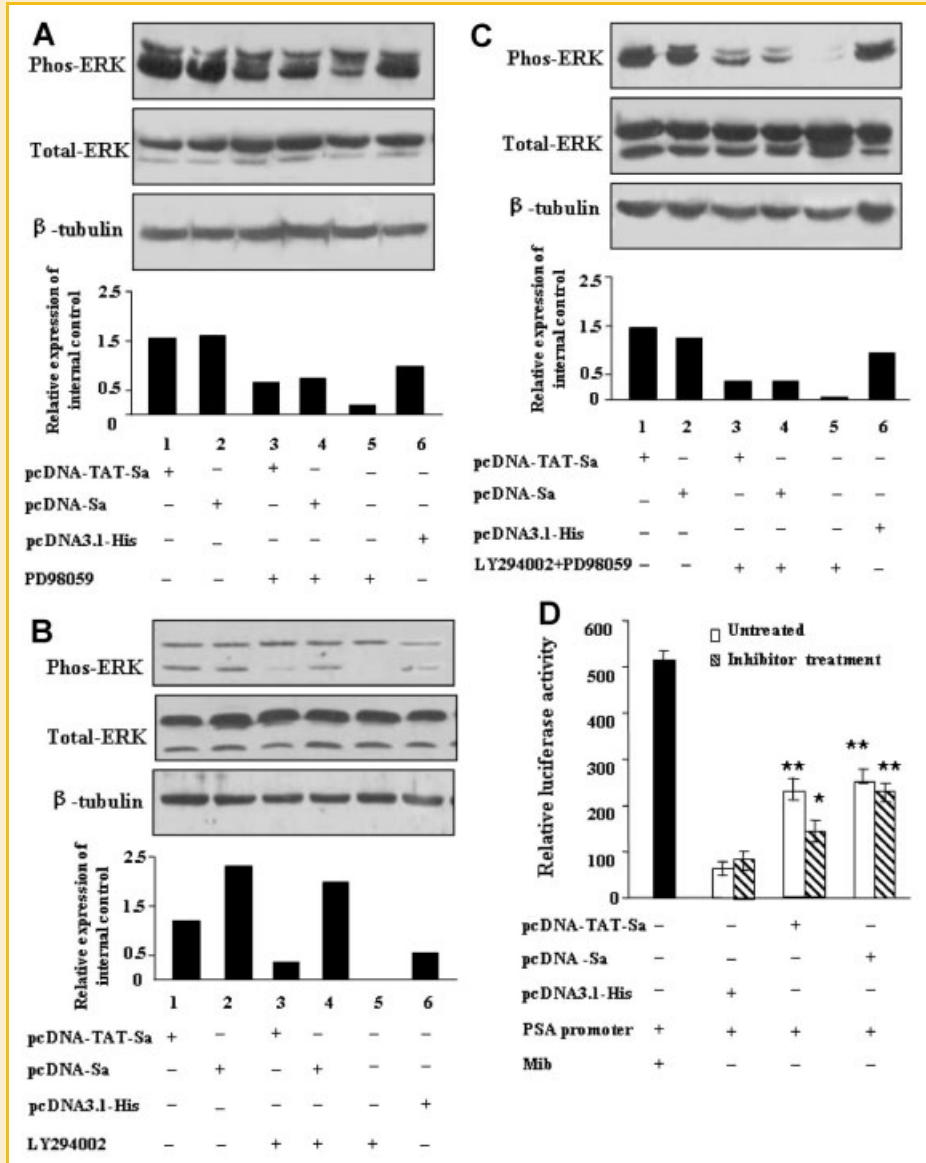 A
Phos-ERK
Total-ERK
β-tubulin
Relative expression of
internal control
2.5
1.5
0.5
0
1 2 3 4 5 6
pcDNA-TAT-Sa + – + – – –
pcDNA-Sa – + – + – –
pcDNA3.1-His – – – – – +
PD98059 – – + + + –
B
Phos-ERK
Total-ERK
β-tubulin
Relative expression of
internal control
2.5
1.5
0.5
0
1 2 3 4 5 6
pcDNA-TAT-Sa + – + – – –
pcDNA-Sa – + – + – –
pcDNA3.1-His – – – – – +
LY294002 – – + + + –
C
Phos-ERK
Total-ERK
β-tubulin
Relative expression of
internal control
2.5
1.5
0.5
0
1 2 3 4 5 6
pcDNA-TAT-Sa + – + – – –
pcDNA-Sa – + – + – –
pcDNA3.1-His – – – – – +
LY294002+PD98059 – – + + + –
D
Relative luciferase activity
600
500
400
300
200
100
00
Untreated
Inhibitor treatment
** * ** **
pcDNA-TAT-Sa – – + –
pcDNA -Sa – – – +
pcDNA3.1-His – + – –
PSA promoter + + + +
Mib + – – –